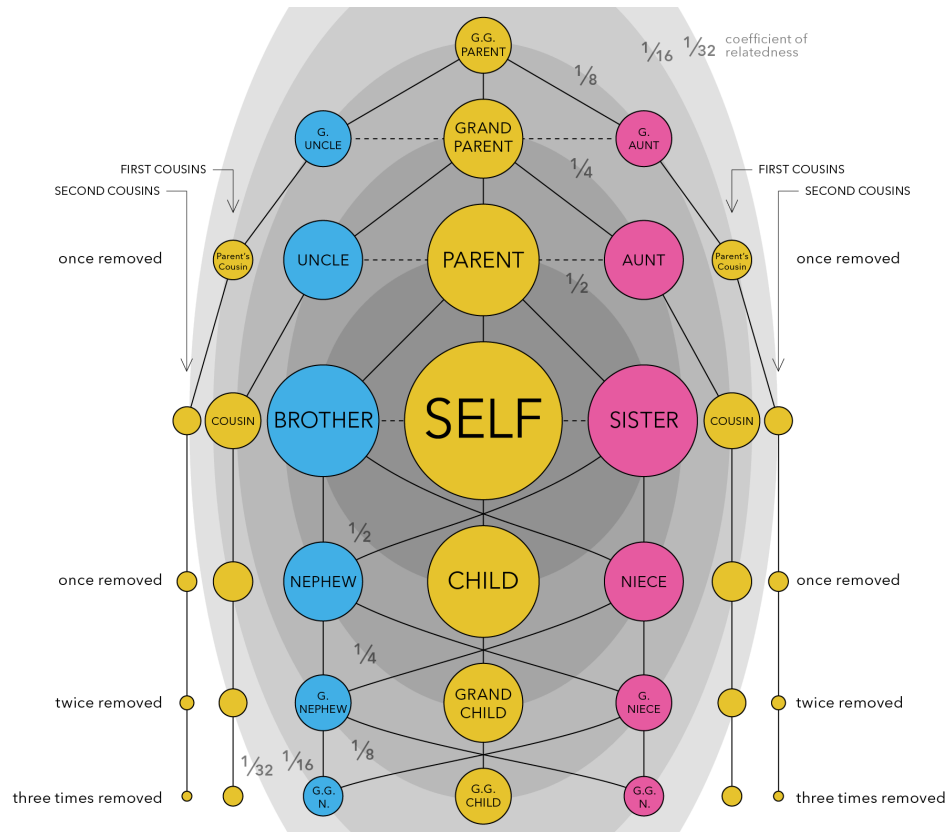 G.G.
PARENT
1/8
1/16
1/32
coefficient of
relatedness
G.
UNCLE
GRAND
PARENT
G.
AUNT
FIRST COUSINS
1/4
FIRST COUSINS
SECOND COUSINS
SECOND COUSINS
once removed
Parent's
Cousin
UNCLE
PARENT
AUNT
Parent's
Cousin
once removed
1/2
COUSIN
BROTHER
SELF
SISTER
COUSIN
1/2
once removed
NEPHEW
CHILD
NIECE
once removed
1/4
twice removed
G.
NEPHEW
GRAND
CHILD
G.
NIECE
twice removed
1/32
1/16
1/8
three times removed
G.G.
N.
G.G.
CHILD
G.G.
N.
three times removed